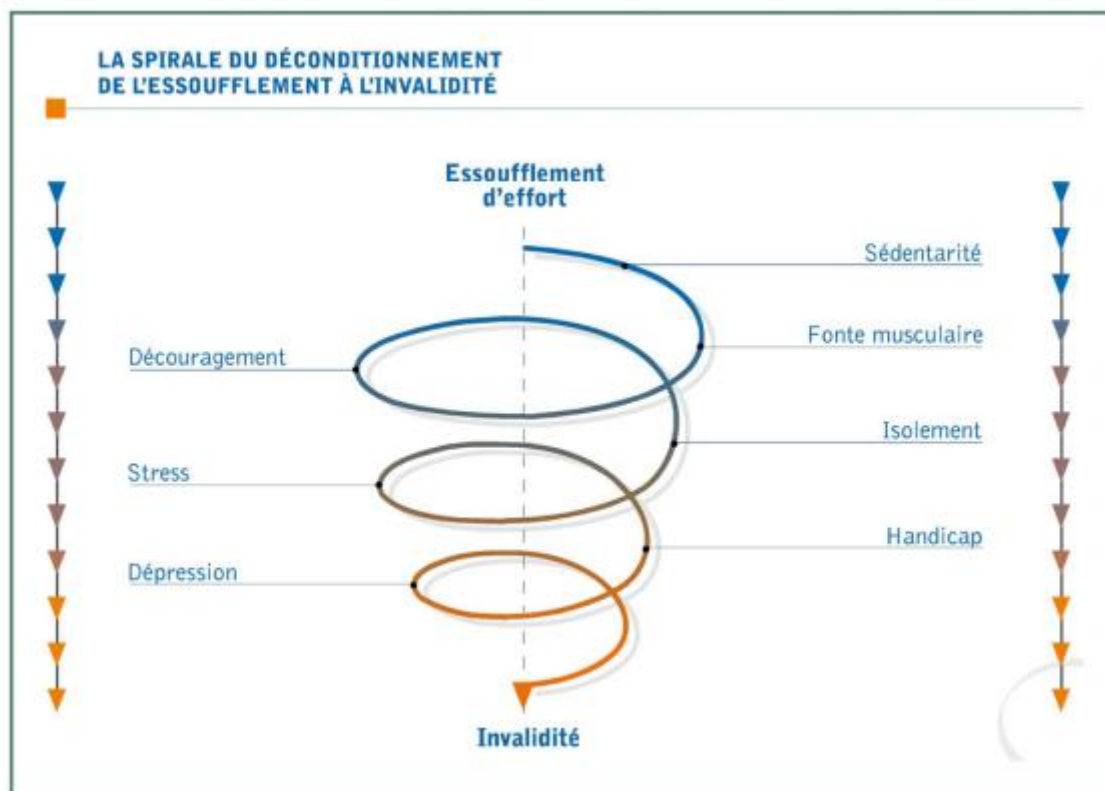 LA SPIRALE DU DÉCONDITIONNEMENT
DE L'ESSOUFFLEMENT À L'INVALIDITÉ
Essoufflement
d'effort
Sédentarité
Fonte musculaire
Découragement
Isolement
Stress
Handicap
Dépression
Invalidité